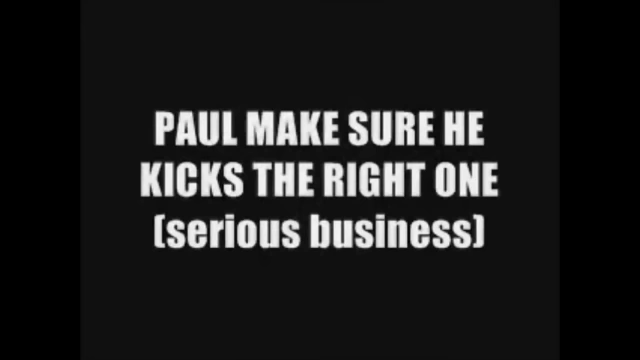 PAUL MAKE SURE HE
KICKS THE RIGHT ONE
(serious business)